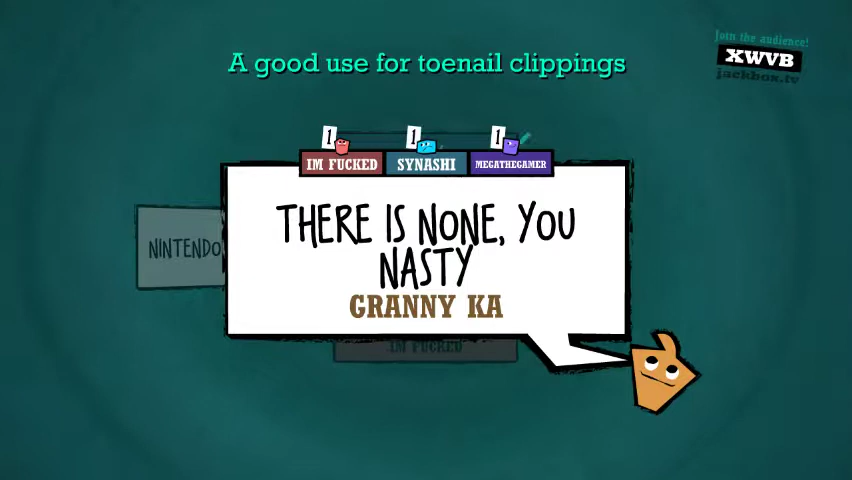 Join the audience!
XWVB
jackbox.tv
A good use for toenail clippings
1 1 1
IM FUCKED SYNASHI MEGATHEGAMER
THERE IS NONE, YOU
NASTY
GRANNY KA
NINTENDO
IM FUCKED